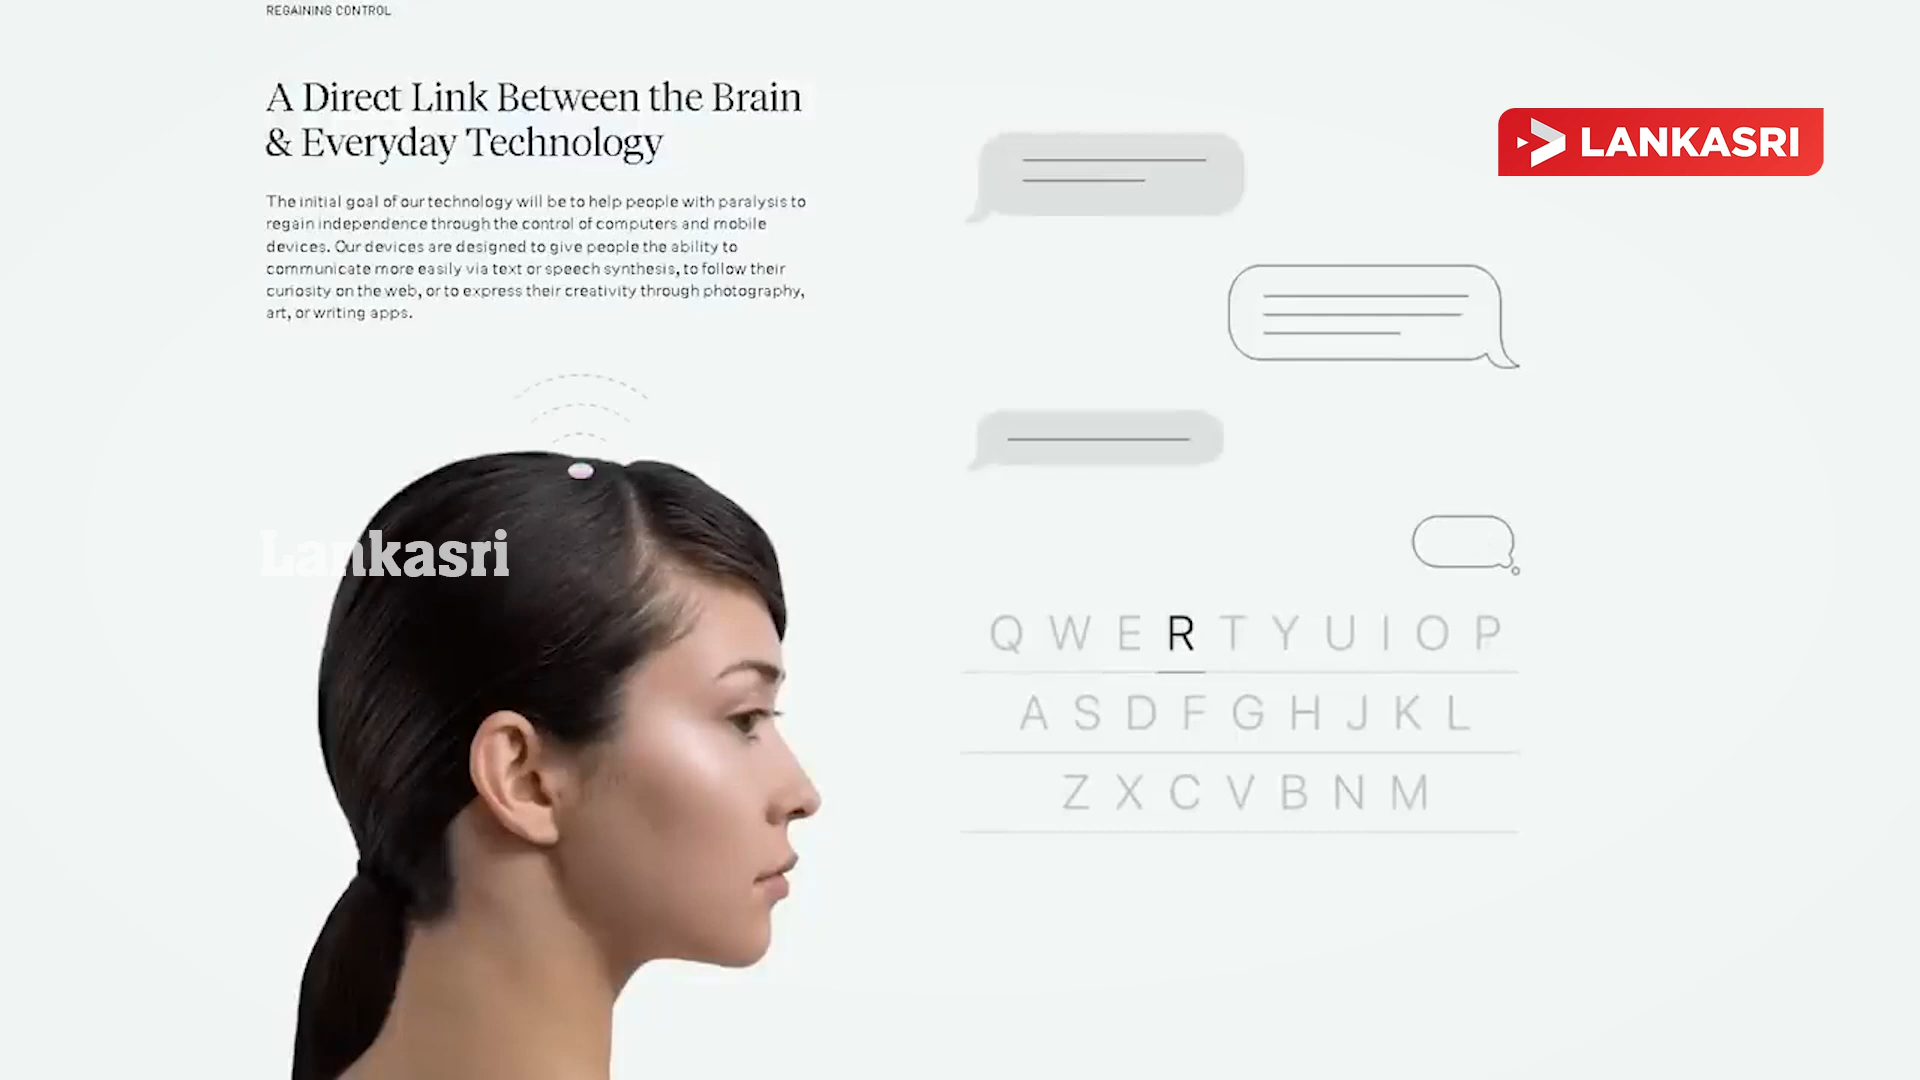 REGAINING CONTROL
A Direct Link Between the Brain
& Everyday Technology
The initial goal of our technology will be to help people with paralysis to
regain independence through the control of computers and mobile
devices. Our devices are designed to give people the ability to
communicate more easily via text or speech synthesis, to follow their
curiosity on the web, or to express their creativity through photography,
art, or writing apps.
LANKASRI
Lankasri
Q W E R T Y U I O P
A S D F G H J K L
Z X C V B N M